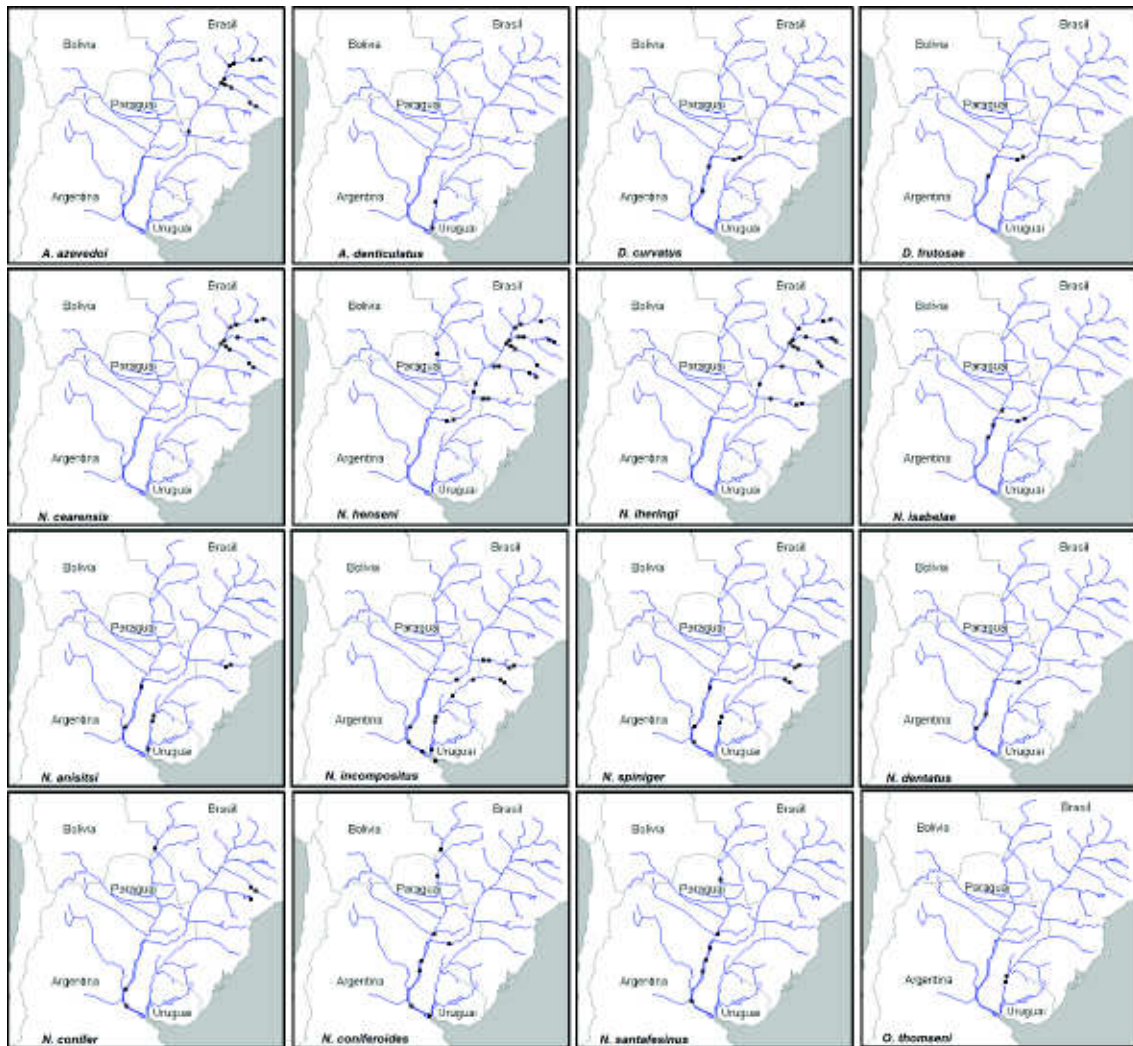 Brasil
Bolivia
Paraguai
Argentina
Uruguai
A. azevedoi
Brasil
Bolivia
Paraguai
Argentina
Uruguai
A. denticulatus
Brasil
Bolivia
Paraguai
Argentina
Uruguai
D. curvatus
Brasil
Bolivia
Paraguai
Argentina
Uruguai
D. frutosae
Brasil
Bolivia
Paraguai
Argentina
Uruguai
N. cearensis
Brasil
Bolivia
Paraguai
Argentina
Uruguai
N. henseni
Brasil
Bolivia
Paraguai
Argentina
Uruguai
N. iheringi
Brasil
Bolivia
Paraguai
Argentina
Uruguai
N. isabelae
Brasil
Bolivia
Paraguai
Argentina
Uruguai
N. anisitsi
Brasil
Bolivia
Paraguai
Argentina
Uruguai
N. incompositus
Brasil
Bolivia
Paraguai
Argentina
Uruguai
N. spiniger
Brasil
Bolivia
Paraguai
Argentina
Uruguai
N. dentatus
Brasil
Bolivia
Paraguai
Argentina
Uruguai
N. conifer
Brasil
Bolivia
Paraguai
Argentina
Uruguai
N. coniferoides
Brasil
Bolivia
Paraguai
Argentina
Uruguai
N. santafesinus
Brasil
Bolivia
Paraguai
Argentina
Uruguai
O. thomseni